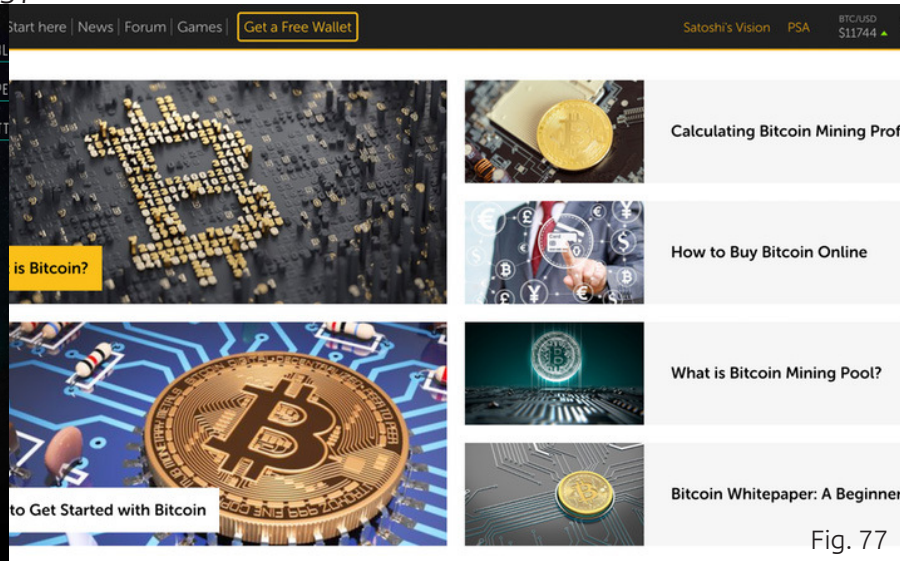 Start here | News | Forum | Games | Get a Free Wallet
Satoshi's Vision PSA BTC/USD
$11744
is Bitcoin?
to Get Started with Bitcoin
Calculating Bitcoin Mining Prof
How to Buy Bitcoin Online
What is Bitcoin Mining Pool?
Bitcoin Whitepaper: A Beginner
Fig. 77